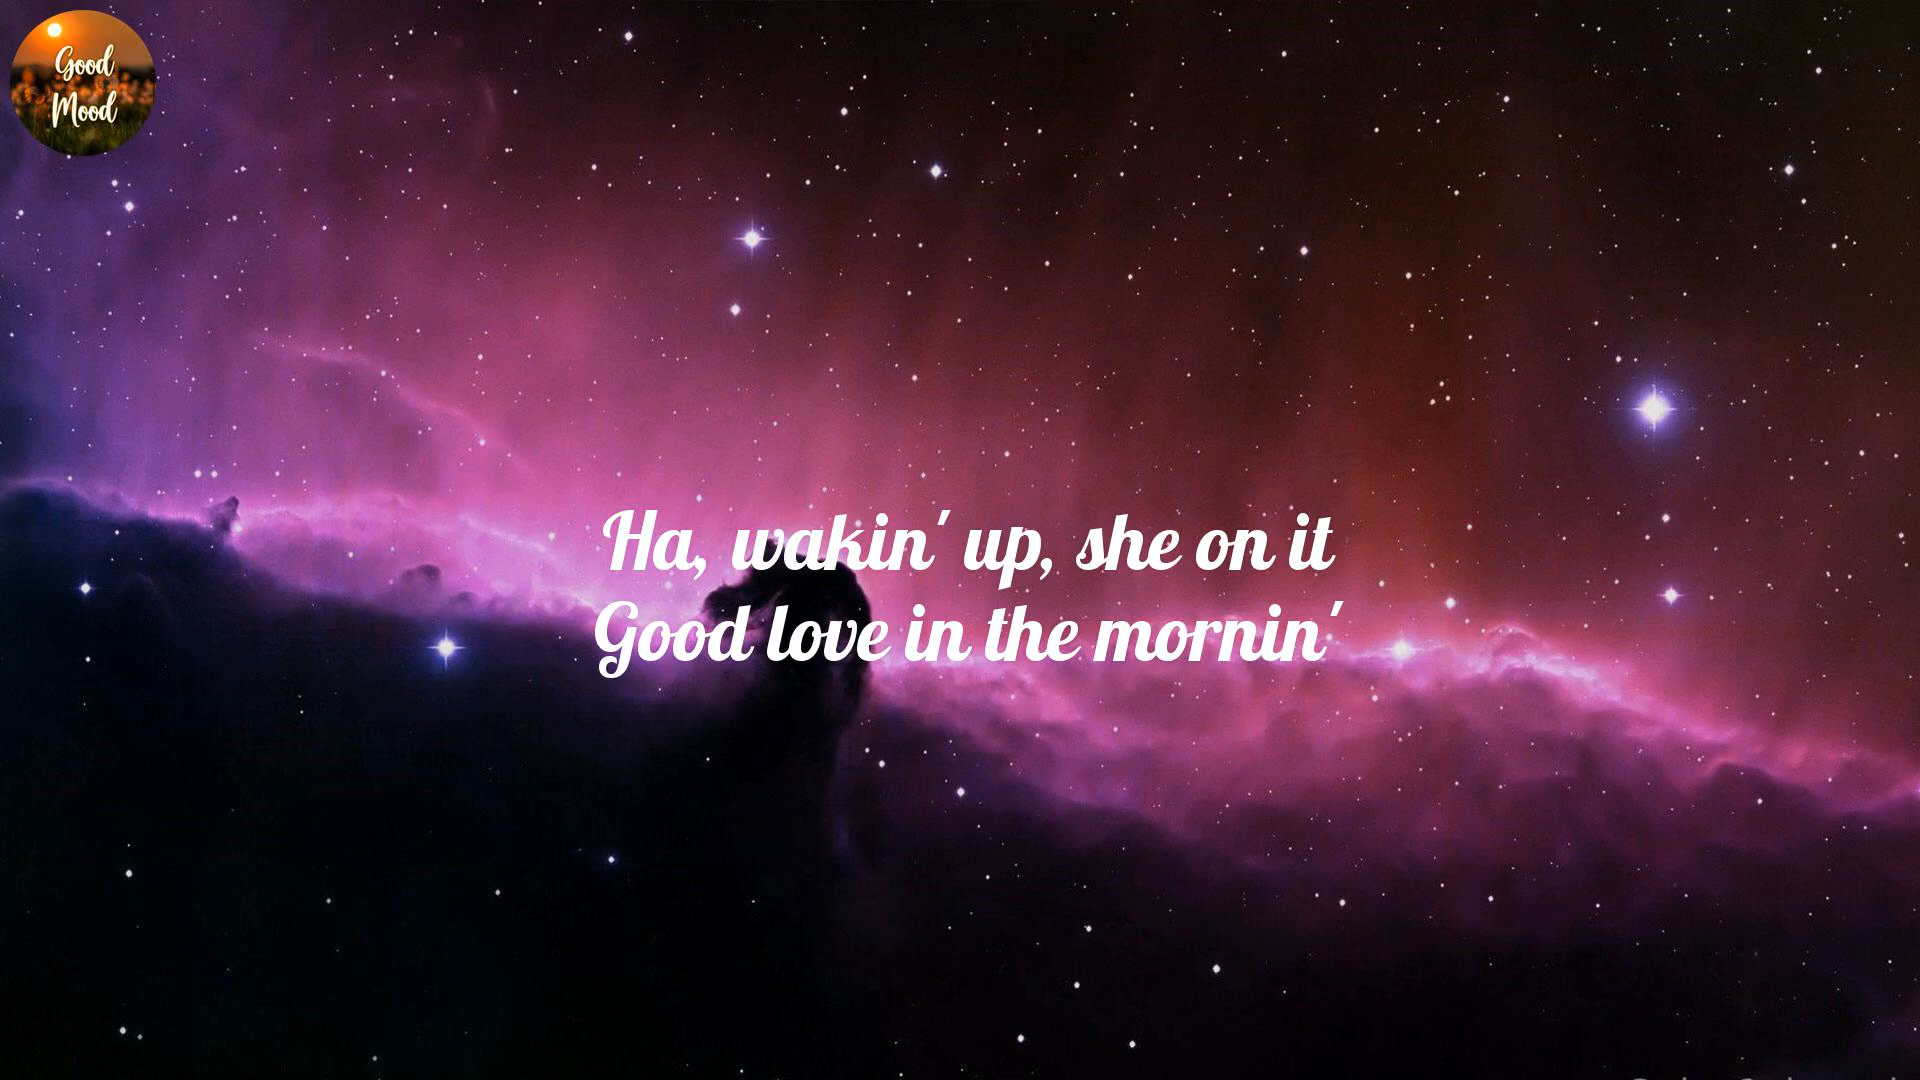 Good
Mood
Ha, wakin' up, she on it
Good love in the mornin'